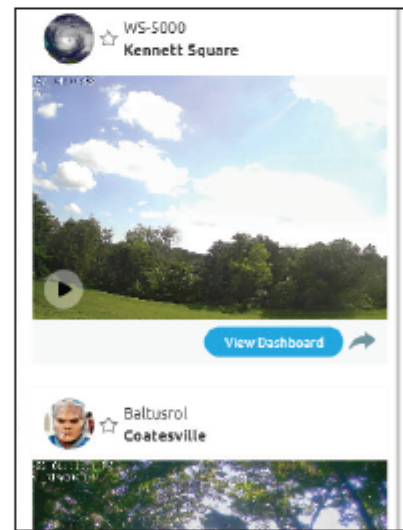 WS-5000
Kennett Square
View Dashboard
Baltusrol
Coatesville